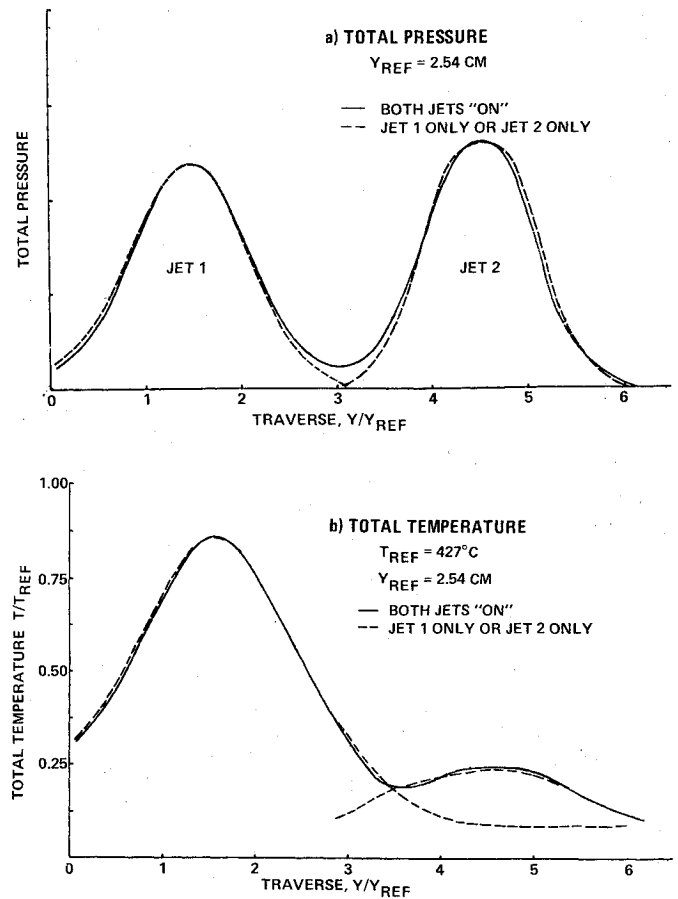 a) TOTAL PRESSURE
YREF = 2.54 CM
BOTH JETS "ON"
JET 1 ONLY OR JET 2 ONLY
TOTAL PRESSURE
JET 1
JET 2
0 1 2 3 4 5 6
TRAVERSE, Y/YREF
b) TOTAL TEMPERATURE
TREF = 427°C
YREF = 2.54 CM
BOTH JETS "ON"
JET 1 ONLY OR JET 2 ONLY
TOTAL TEMPERATURE T/TREF
1.00
0.75
0.50
0.25
0 1 2 3 4 5 6
TRAVERSE, Y/YREF